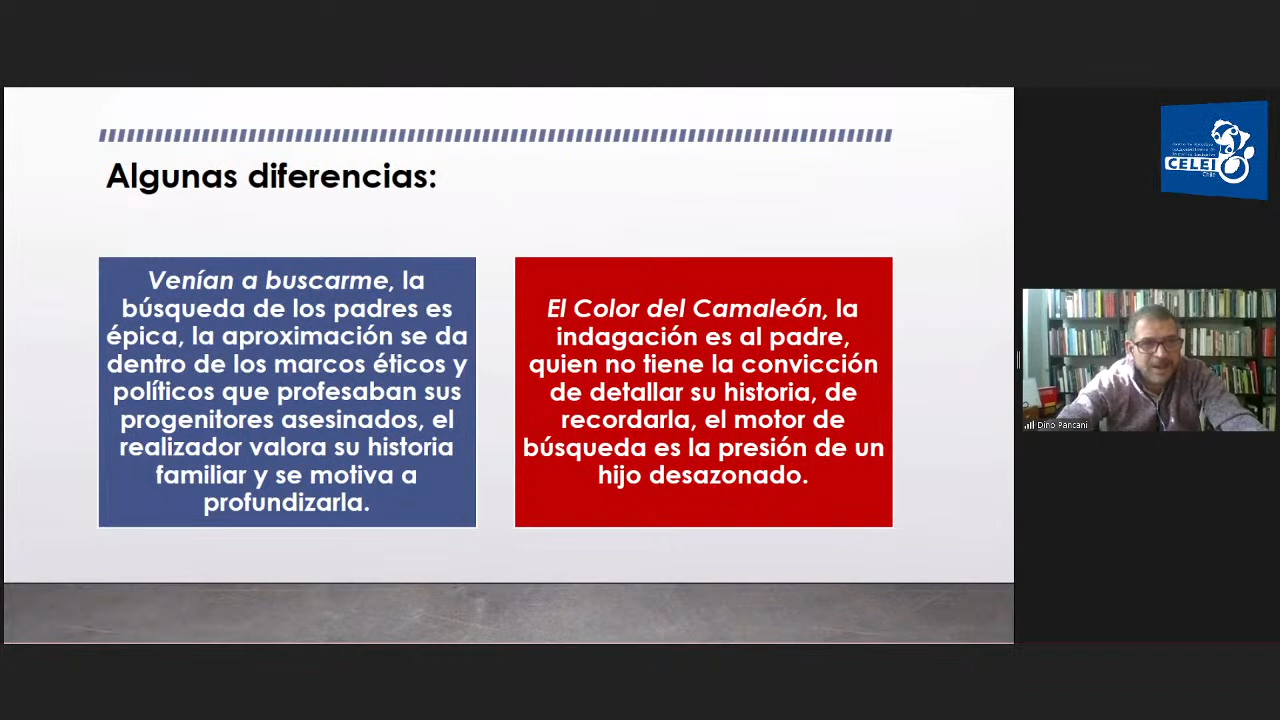 Algunas diferencias:
Venían a buscarme, la
búsqueda de los padres es
épica, la aproximación se da
dentro de los marcos éticos y
políticos que profesaban sus
progenitores asesinados, el
realizador valora su historia
familiar y se motiva a
profundizarla.
El Color del Camaleón, la
indagación es al padre,
quien no tiene la convicción
de detallar su historia, de
recordarla, el motor de
búsqueda es la presión de un
hijo desazonado.
CELEI
Chile
Dino Pancani